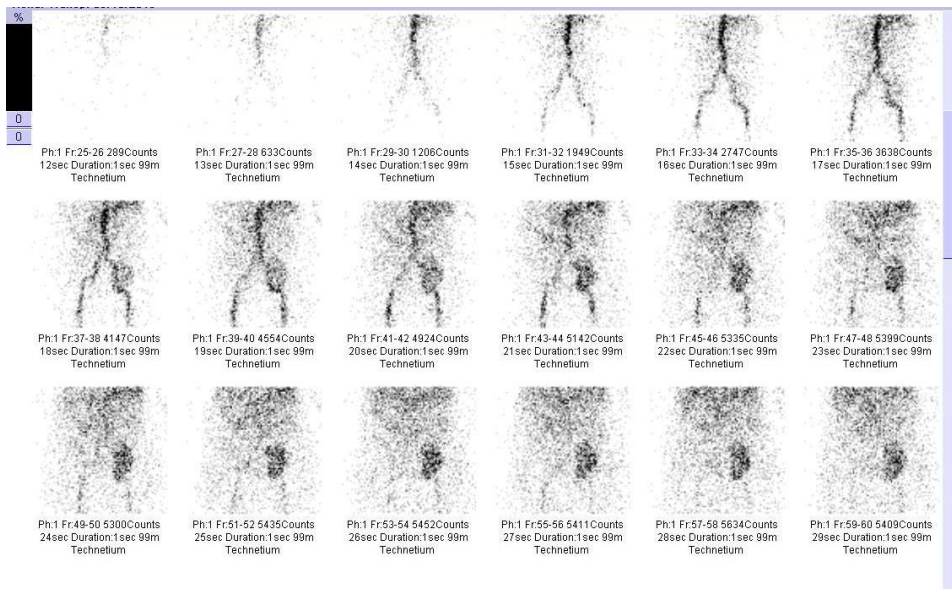 %
0
0
Ph:1 Fr:25-26 289Counts
12sec Duration:1sec 99m
Technetium
Ph:1 Fr:27-28 633Counts
13sec Duration:1sec 99m
Technetium
Ph:1 Fr:29-30 1206Counts
14sec Duration:1sec 99m
Technetium
Ph:1 Fr:31-32 1949Counts
15sec Duration:1sec 99m
Technetium
Ph:1 Fr:33-34 2747Counts
16sec Duration:1sec 99m
Technetium
Ph:1 Fr:35-36 3638Counts
17sec Duration:1sec 99m
Technetium
Ph:1 Fr:37-38 4147Counts
18sec Duration:1sec 99m
Technetium
Ph:1 Fr:39-40 4554Counts
19sec Duration:1sec 99m
Technetium
Ph:1 Fr:41-42 4924Counts
20sec Duration:1sec 99m
Technetium
Ph:1 Fr:43-44 5142Counts
21sec Duration:1sec 99m
Technetium
Ph:1 Fr:45-46 5335Counts
22sec Duration:1sec 99m
Technetium
Ph:1 Fr:47-48 5399Counts
23sec Duration:1sec 99m
Technetium
Ph:1 Fr:49-50 5300Counts
24sec Duration:1sec 99m
Technetium
Ph:1 Fr:51-52 5435Counts
25sec Duration:1sec 99m
Technetium
Ph:1 Fr:53-54 5452Counts
26sec Duration:1sec 99m
Technetium
Ph:1 Fr:55-56 5411Counts
27sec Duration:1sec 99m
Technetium
Ph:1 Fr:57-58 5634Counts
28sec Duration:1sec 99m
Technetium
Ph:1 Fr:59-60 5409Counts
29sec Duration:1sec 99m
Technetium